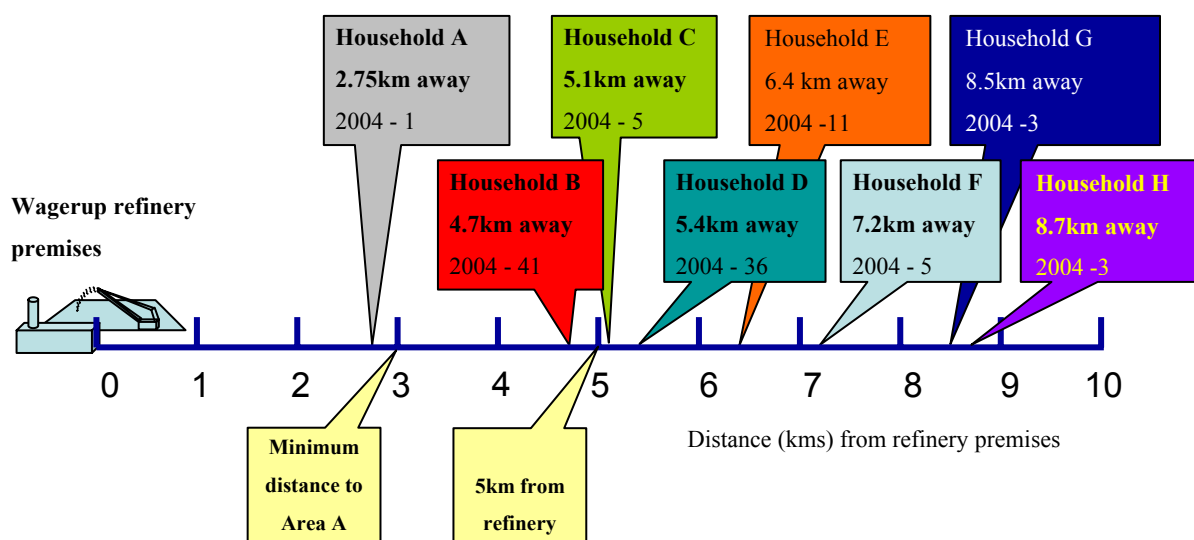 Household A
2.75km away
2004 - 1
Household C
5.1km away
2004 - 5
Household E
6.4 km away
2004 -11
Household G
8.5km away
2004 -3
Household B
4.7km away
2004 - 41
Household D
5.4km away
2004 - 36
Household F
7.2km away
2004 - 5
Household H
8.7km away
2004 -3
Wagerup refinery
premises
0 1 2 3 4 5 6 7 8 9 10
Minimum
distance to
Area A
5km from
refinery
Distance (kms) from refinery premises